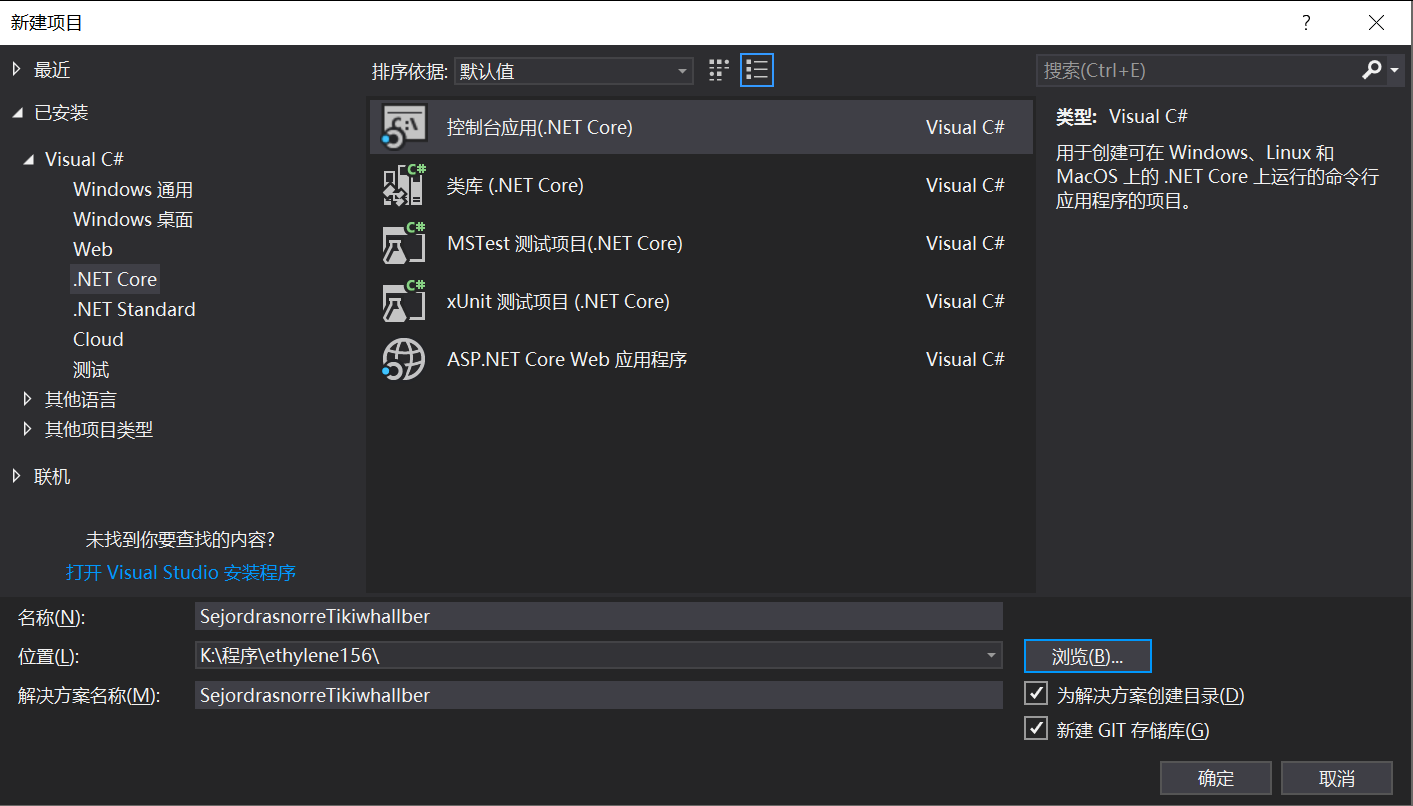 新建项目
?
最近
已安装
Visual C#
Windows 通用
Windows 桌面
Web
.NET Core
.NET Standard
Cloud
测试
其他语言
其他项目类型
联机
未找到你要查找的内容?
打开 Visual Studio 安装程序
排序依据: 默认值
C:\ 控制台应用(.NET Core) Visual C#
C# 类库 (.NET Core) Visual C#
C# MSTest 测试项目(.NET Core) Visual C#
C# xUnit 测试项目 (.NET Core) Visual C#
ASP.NET Core Web 应用程序 Visual C#
搜索(Ctrl+E)
类型: Visual C#
用于创建可在 Windows、Linux 和
MacOS 上的 .NET Core 上运行的命令行
应用程序的项目。
名称(N): SejordrasnorreTikiwhallber
位置(L): K:\程序\ethylene156\
浏览(B)...
解决方案名称(M): SejordrasnorreTikiwhallber
为解决方案创建目录(D)
新建 GIT 存储库(G)
确定 取消